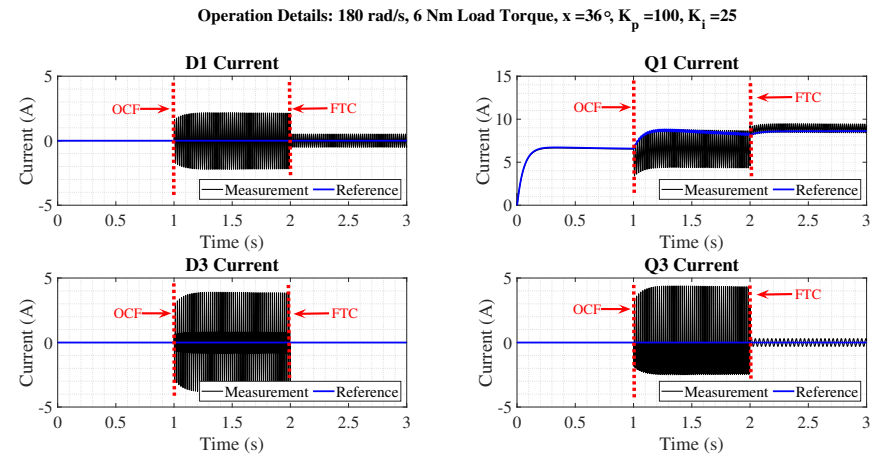 Operation Details: 180 rad/s, 6 Nm Load Torque, x =36°, K_p =100, K_i =25
D1 Current
Current (A)
5
0
-5
OCF
FTC
Measurement
Reference
0 0.5 1 1.5 2 2.5 3
Time (s)
Q1 Current
Current (A)
15
10
5
0
OCF
FTC
Measurement
Reference
0 0.5 1 1.5 2 2.5 3
Time (s)
D3 Current
Current (A)
5
0
-5
OCF
FTC
Measurement
Reference
0 0.5 1 1.5 2 2.5 3
Time (s)
Q3 Current
Current (A)
5
0
-5
OCF
FTC
Measurement
Reference
0 0.5 1 1.5 2 2.5 3
Time (s)